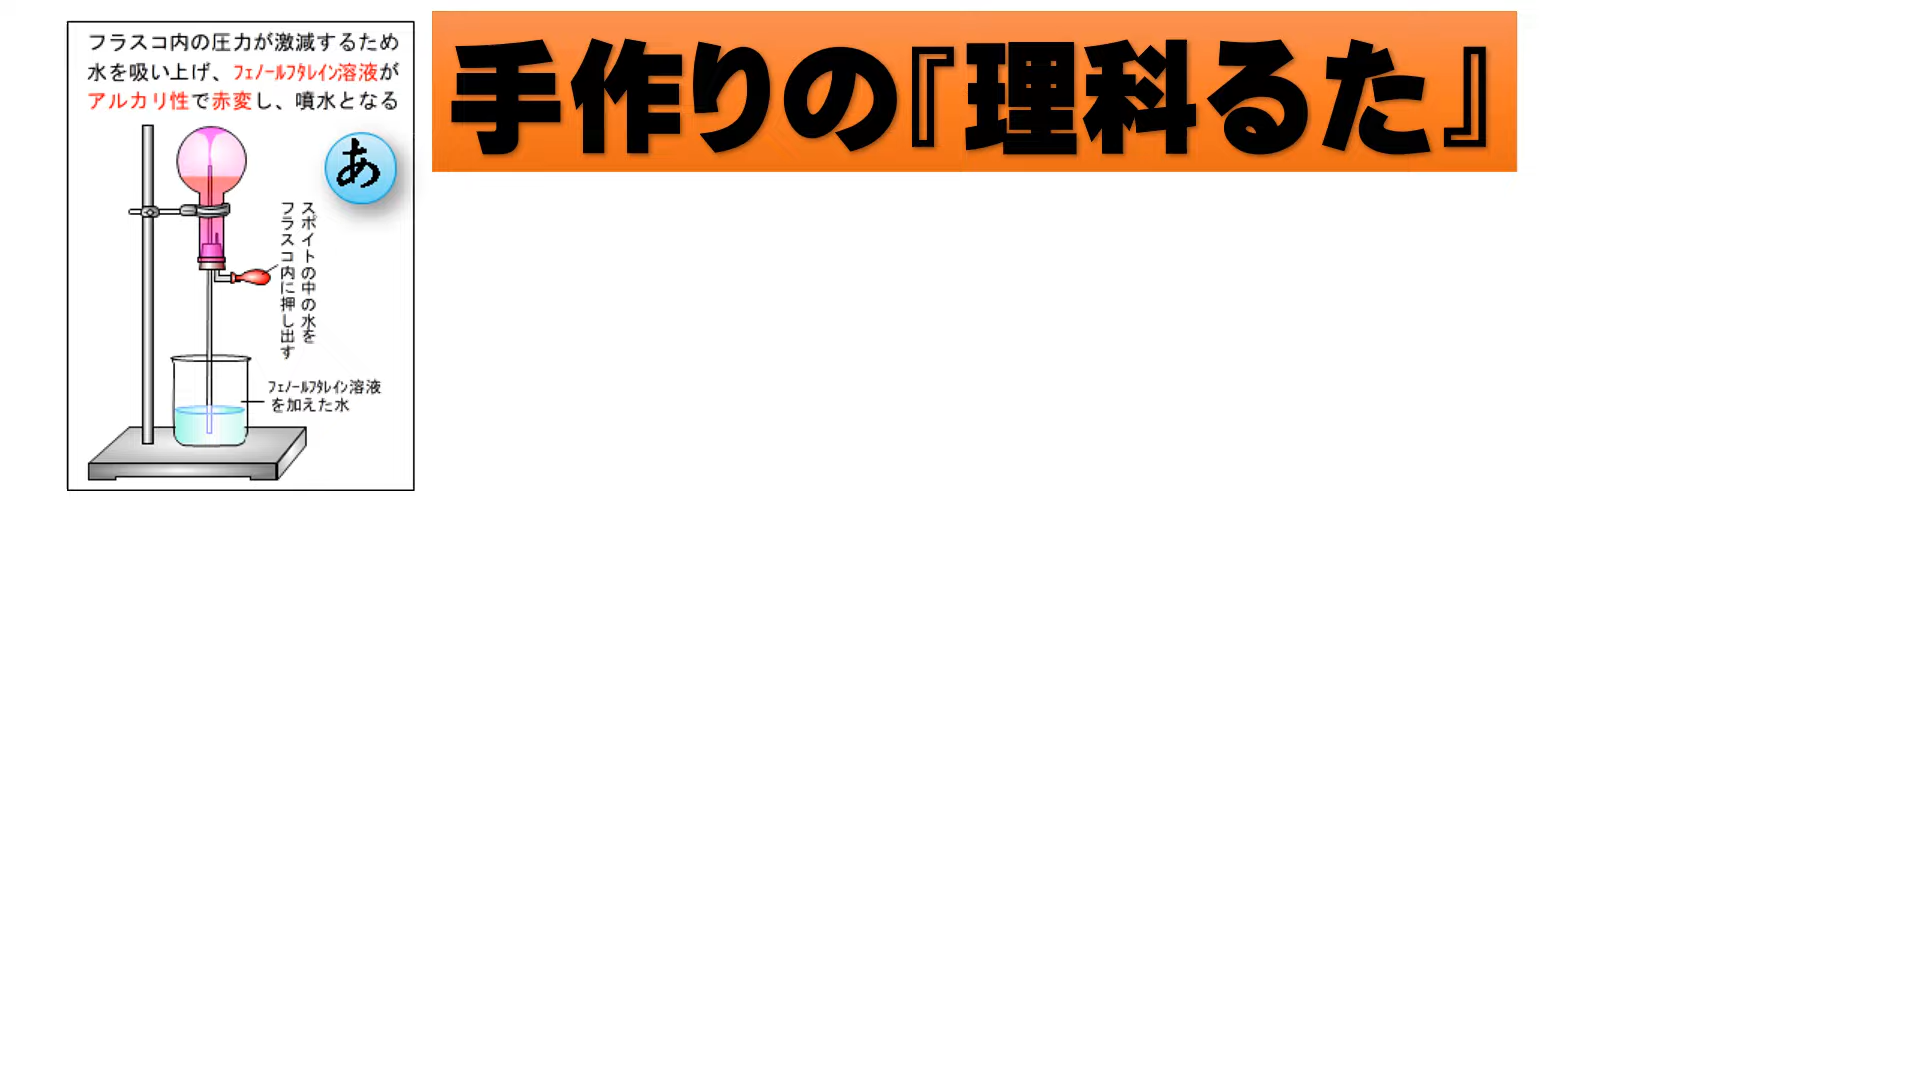 手作りの『理科るた』
フラスコ内の圧力が激減するため
水を吸い上げ、フェノールフタレイン溶液が
アルカリ性で赤変し、噴水となる
あ
スポイトの中の水を
フラスコ内に押し出す
フェノールフタレイン溶液
を加えた水